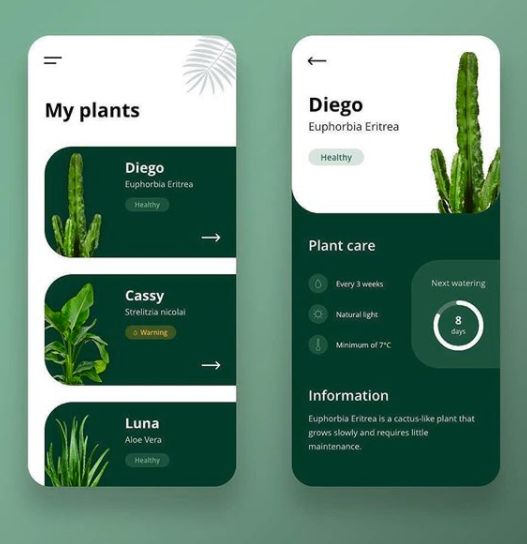 My plants
Diego
Euphorbia Eritrea
Healthy
Cassy
Strelitzia nicolai
Warning
Luna
Aloe Vera
Healthy
Diego
Euphorbia Eritrea
Healthy
Plant care
Every 3 weeks
Natural light
Minimum of 7°C
Next watering
8
days
Information
Euphorbia Eritrea is a cactus-like plant that
grows slowly and requires little
maintenance.